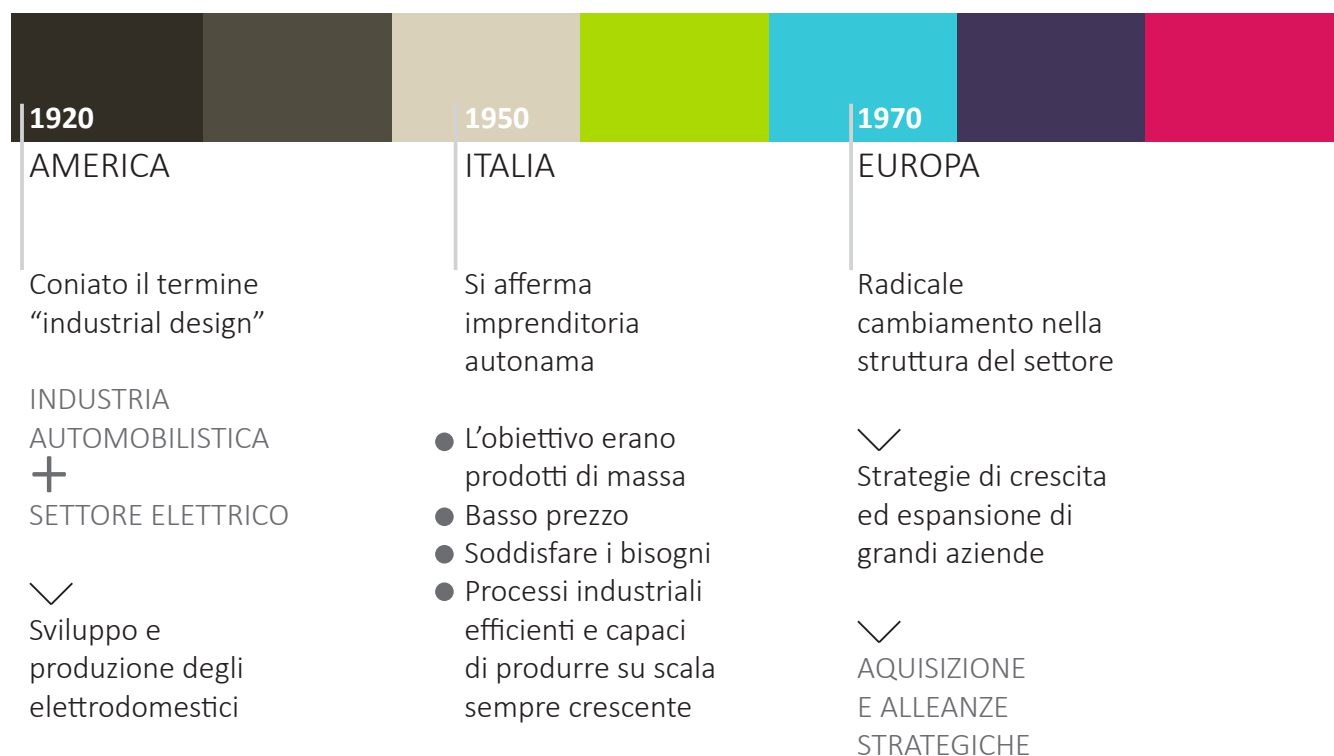 1920
AMERICA
Coniato il termine
“industrial design”
INDUSTRIA
AUTOMOBILISTICA
+
SETTORE ELETTRICO
Sviluppo e
produzione degli
elettrodomestici
1950
ITALIA
Si afferma
imprenditoria
autonama
L’obiettivo erano
prodotti di massa
Basso prezzo
Soddisfare i bisogni
Processi industriali
efficienti e capaci
di produrre su scala
sempre crescente
1970
EUROPA
Radicale
cambiamento nella
struttura del settore
Strategie di crescita
ed espansione di
grandi aziende
AQUISIZIONE
E ALLEANZE
STRATEGICHE